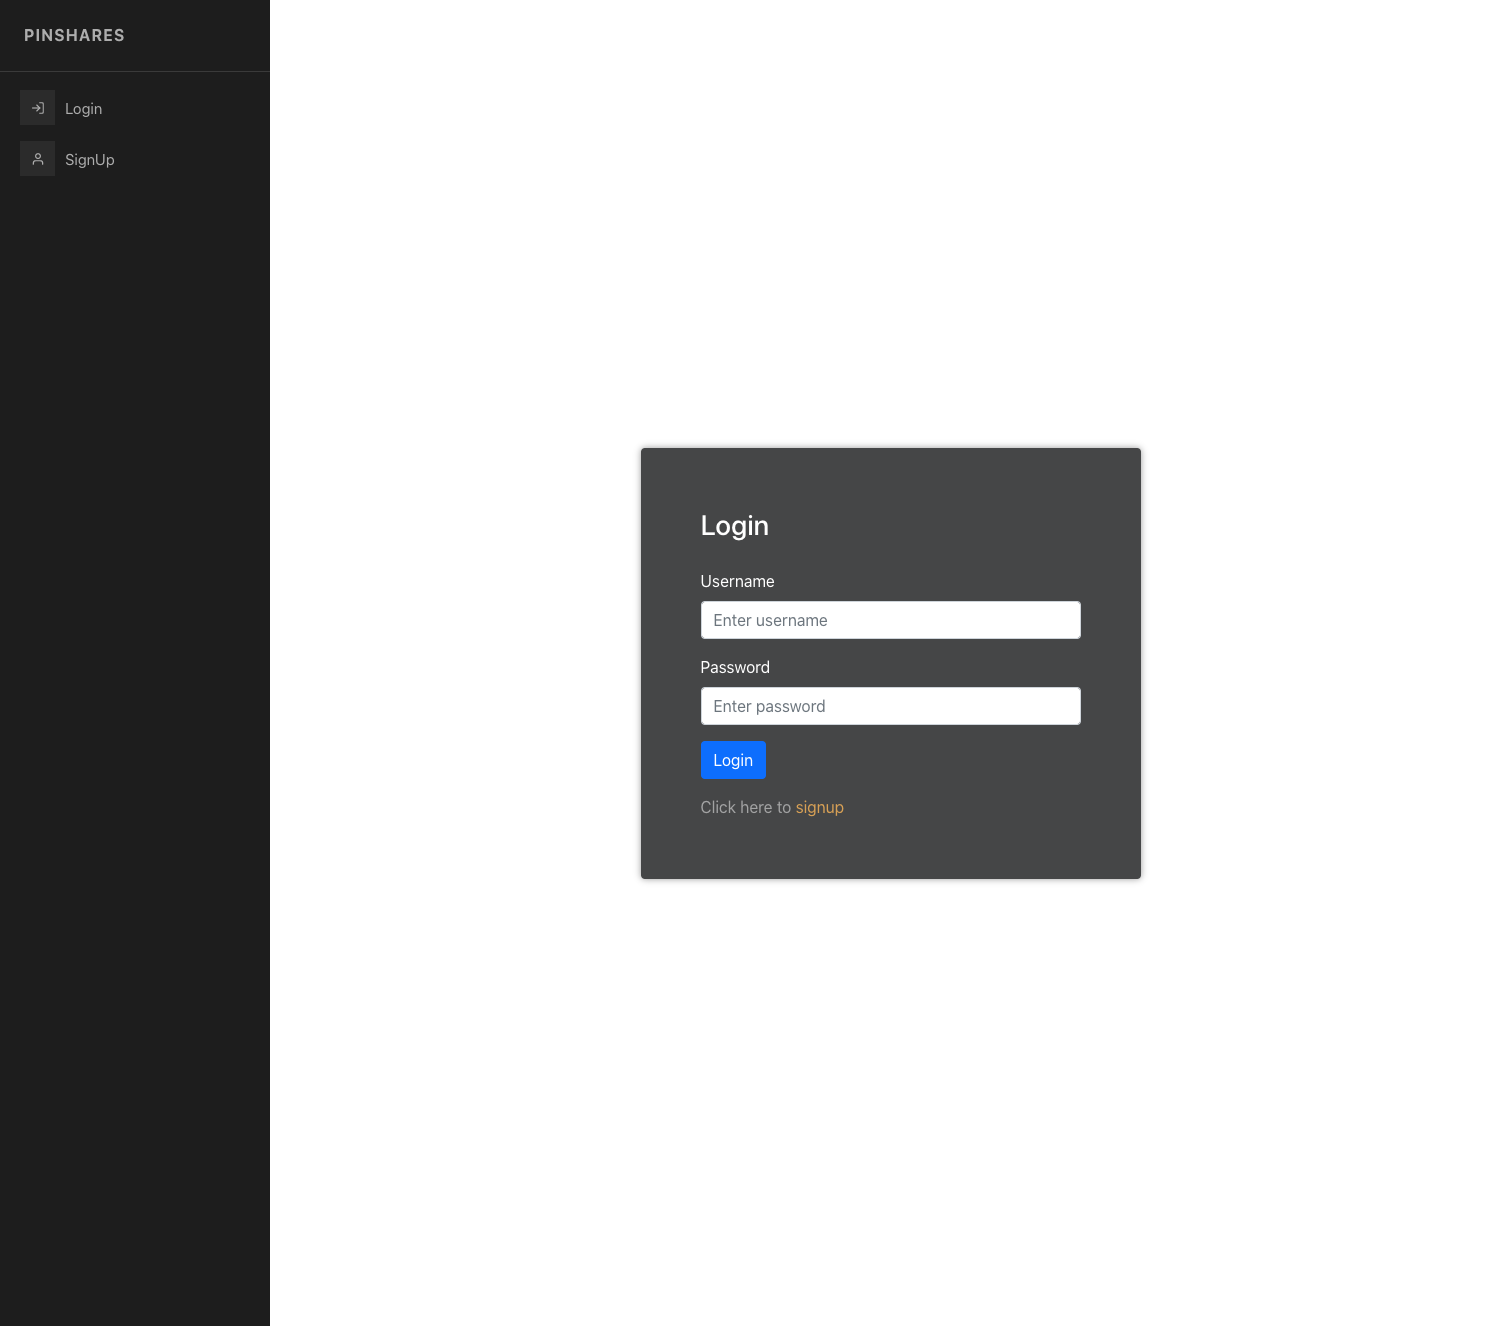 PINSHARES
Login
SignUp
Login
Username
Enter username
Password
Enter password
Login
Click here to signup